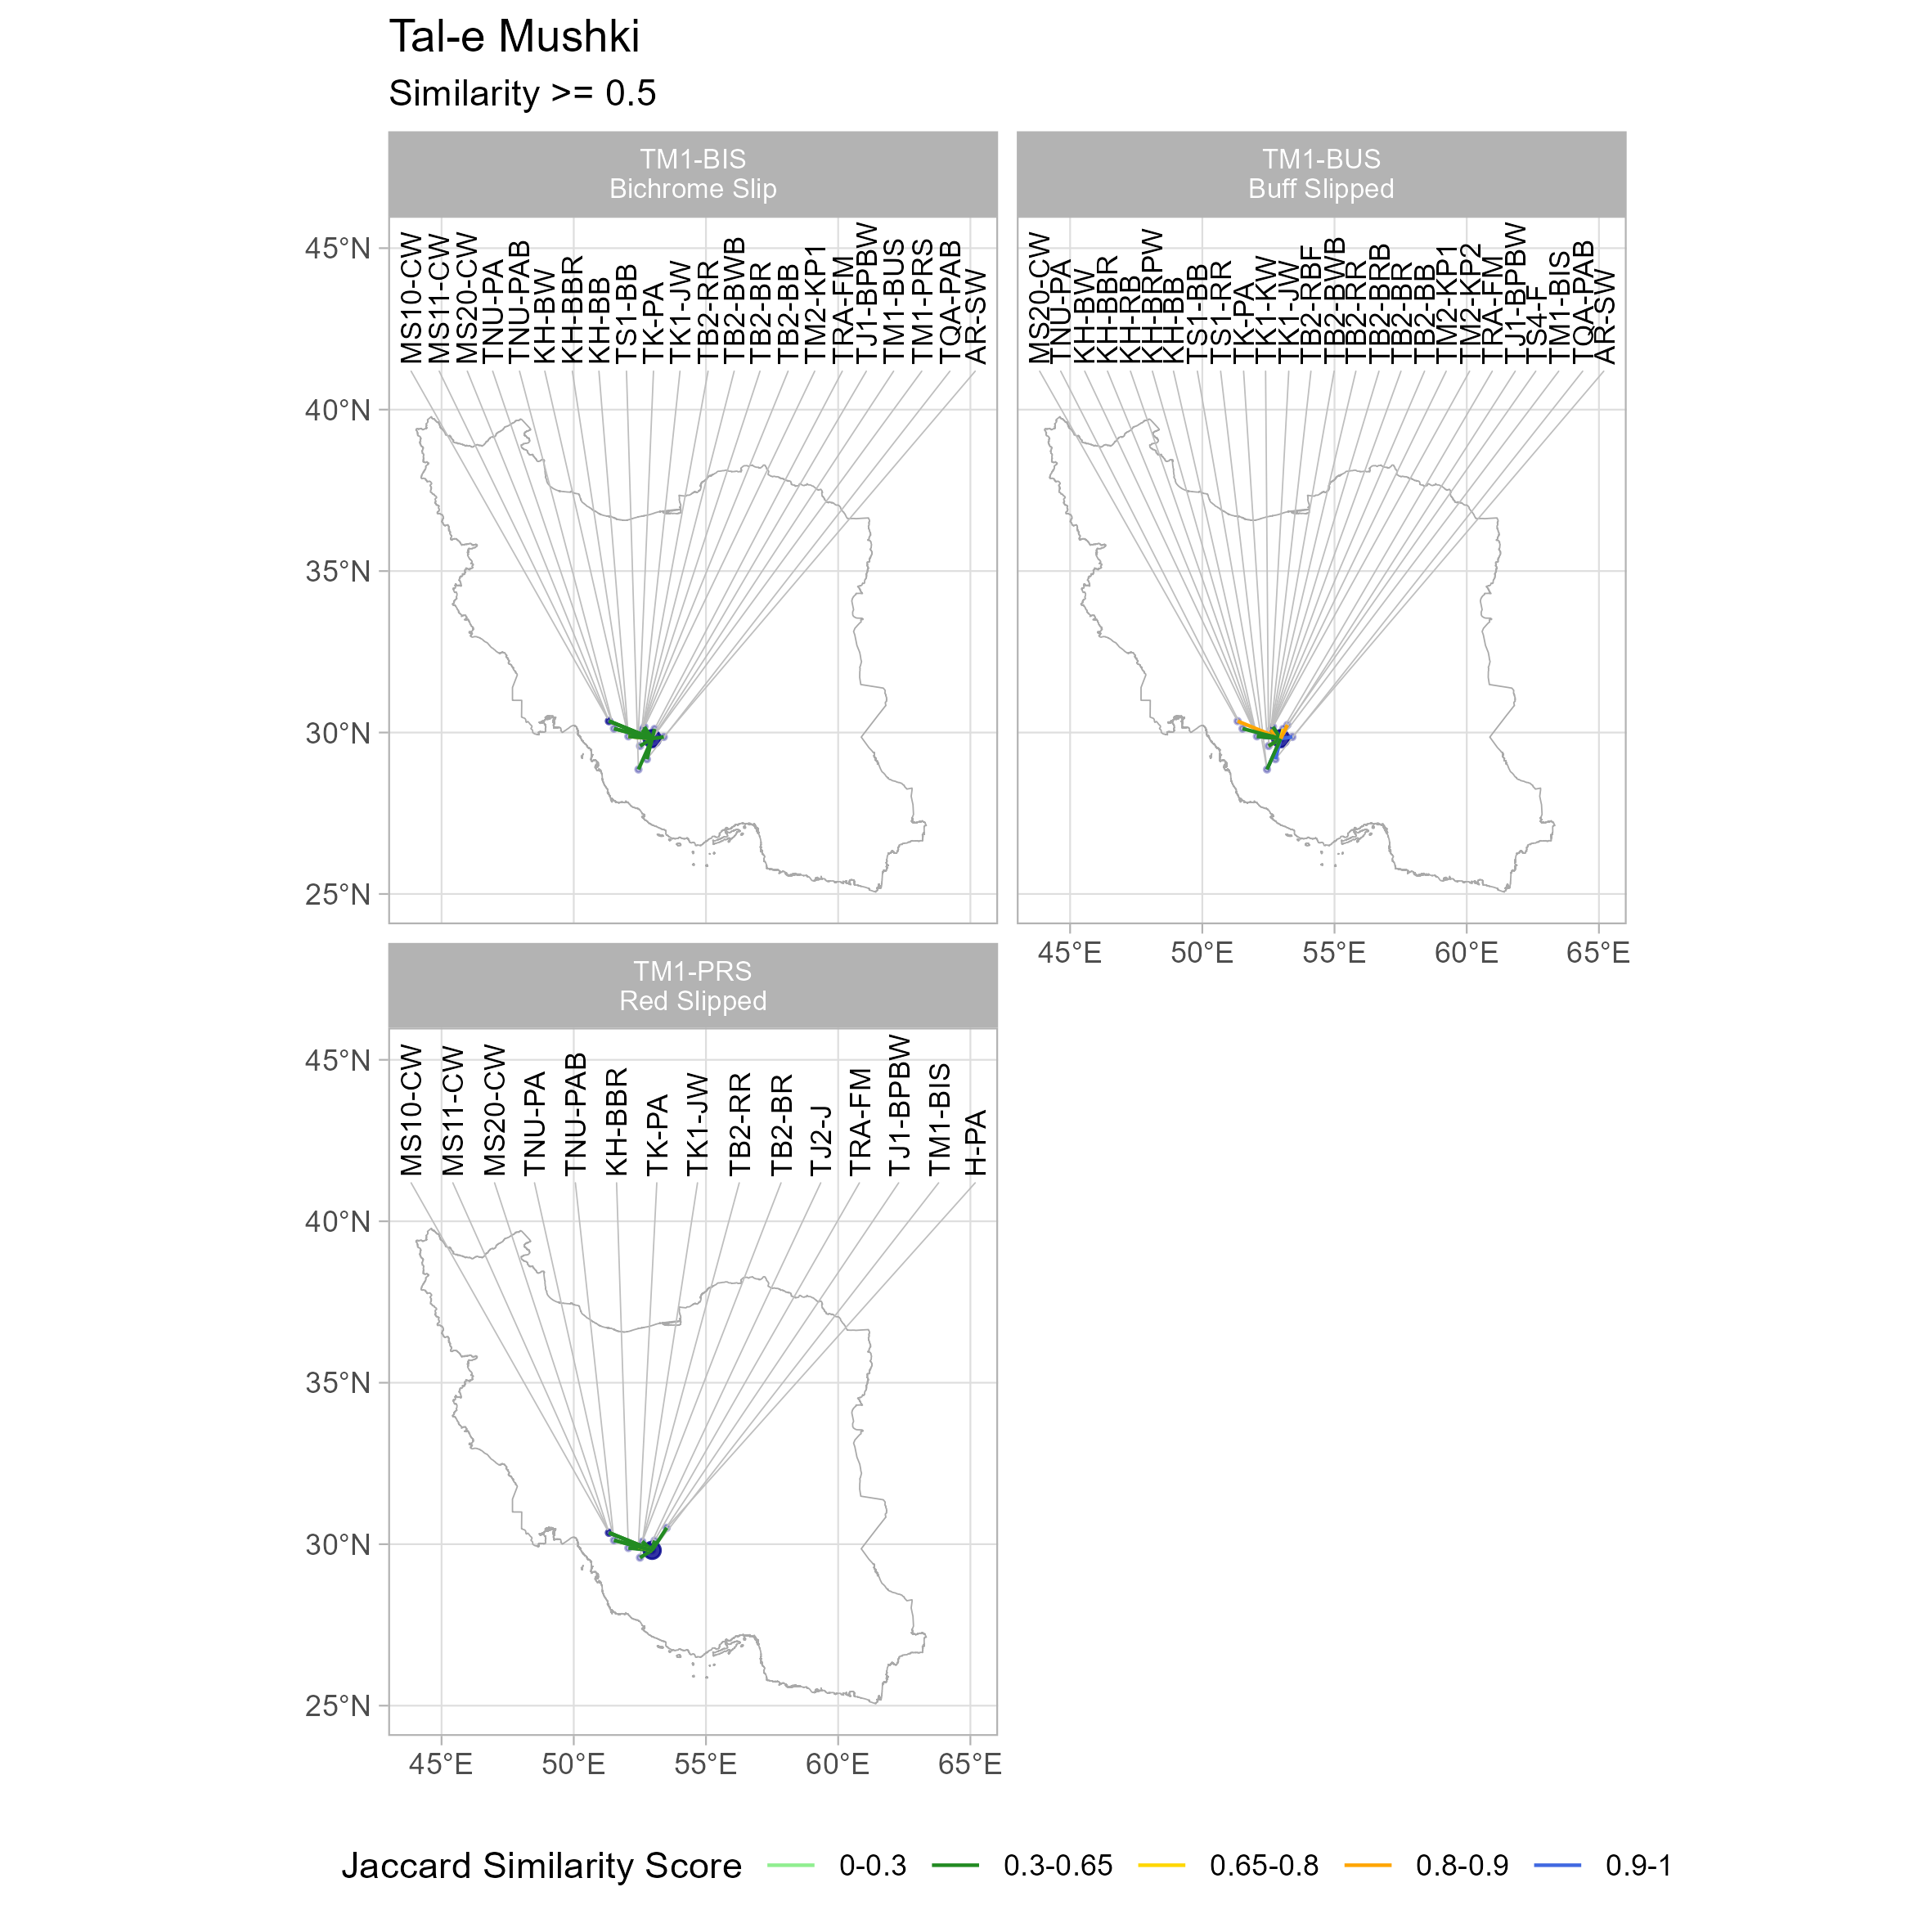 Tal-e Mushki
Similarity >= 0.5
TM1-BIS
Bichrome Slip
TM1-BUS
Buff Slipped
45°N
40°N
35°N
30°N
25°N
MS10-CW
MS11-CW
MS20-CW
TNU-PA
TNU-PAB
KH-BW
KH-BBR
KH-BB
TS1-BB
TK-PA
TK1-JW
TB2-RR
TB2-BWB
TB2-BR
TB2-BB
TM2-KP1
TRA-FM
TJ1-BPBW
TM1-BUS
TM1-PRS
TQA-PAB
AR-SW
MS20-CW
TNU-PA
KH-BW
KH-BBR
KH-RB
KH-BRPW
KH-BB
TS1-BB
TS1-RR
TK-PA
TK1-KW
TK1-JW
TB2-RBF
TB2-BWB
TB2-RR
TB2-BRB
TB2-BR
TB2-BB
TM2-KP1
TM2-KP2
TRA-FM
TJ1-BPBW
TS4-F
TM1-BIS
TQA-PAB
AR-SW
45°E 50°E 55°E 60°E 65°E
TM1-PRS
Red Slipped
45°N
40°N
35°N
30°N
25°N
MS10-CW
MS11-CW
MS20-CW
TNU-PA
TNU-PAB
KH-BBR
TK-PA
TK1-JW
TB2-RR
TB2-BR
TJ2-J
TRA-FM
TJ1-BPBW
TM1-BIS
H-PA
45°E 50°E 55°E 60°E 65°E
Jaccard Similarity Score 0-0.3 0.3-0.65 0.65-0.8 0.8-0.9 0.9-1